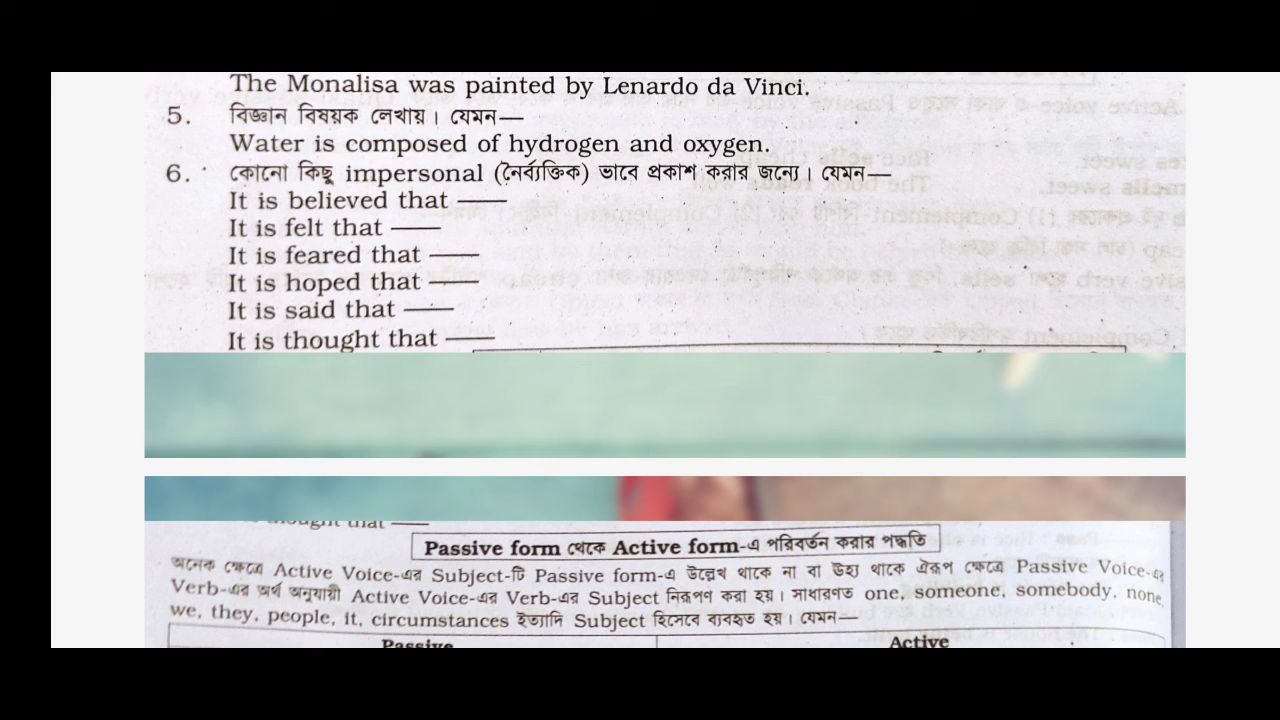 The Monalisa was painted by Lenardo da Vinci.
5. বিজ্ঞান বিষয়ক লেখায়। যেমন—
Water is composed of hydrogen and oxygen.
6. কোনো কিছু impersonal (নৈর্ব্যক্তিক) ভাবে প্রকাশ করার জন্যে। যেমন—
It is believed that ——
It is felt that ——
It is feared that ——
It is hoped that ——
It is said that ——
It is thought that ——
thought that ——
Passive form থেকে Active form-এ পরিবর্তন করার পদ্ধতি
অনেক ক্ষেত্রে Active Voice-এর Subject-টি Passive form-এ উল্লেখ থাকে না বা উহ্য থাকে ঐরূপ ক্ষেত্রে Passive Voice-এর
Verb-এর অর্থ অনুযায়ী Active Voice-এর Verb-এর Subject নিরূপণ করা হয়। সাধারণত one, someone, somebody, none,
we, they, people, it, circumstances ইত্যাদি Subject হিসেবে ব্যবহৃত হয়। যেমন—
Passive Active